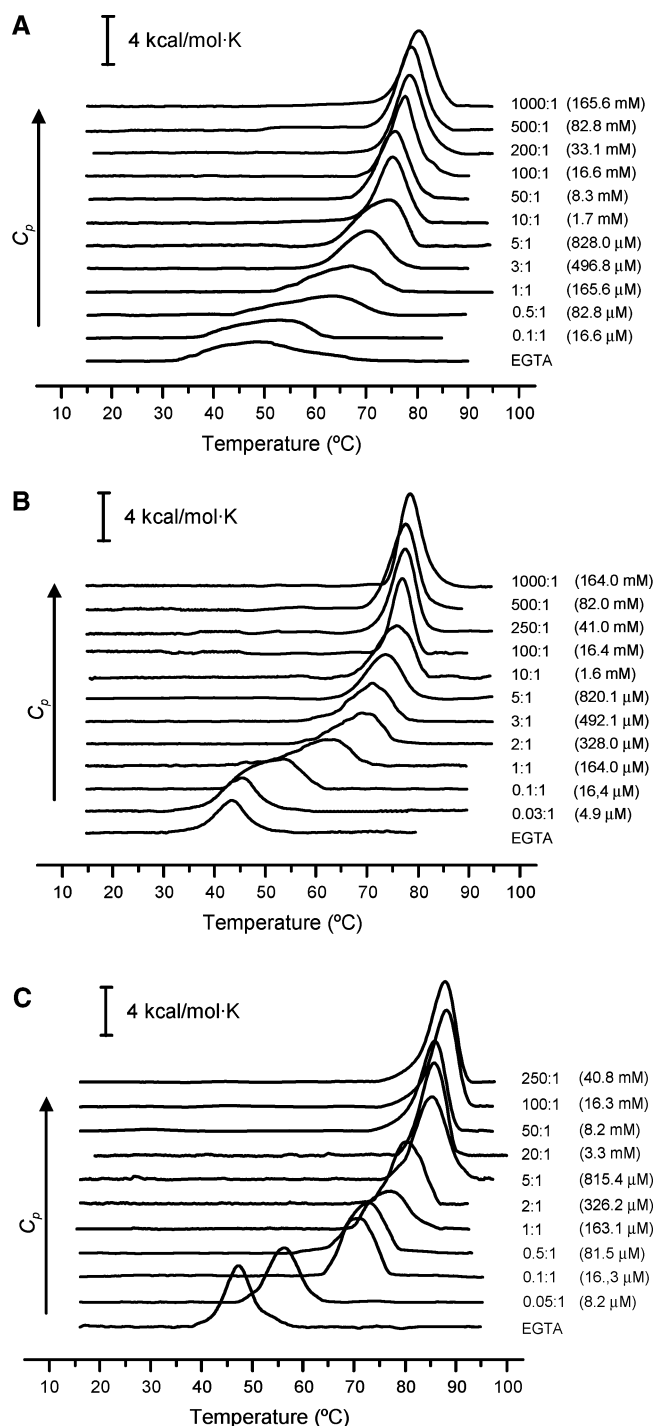 A
4 kcal/mol·K
1000:1 (165.6 mM)
500:1 (82.8 mM)
200:1 (33.1 mM)
100:1 (16.6 mM)
50:1 (8.3 mM)
10:1 (1.7 mM)
5:1 (828.0 µM)
3:1 (496.8 µM)
1:1 (165.6 µM)
0.5:1 (82.8 µM)
0.1:1 (16.6 µM)
EGTA
Cp
10 20 30 40 50 60 70 80 90 100
Temperature (ºC)
B
4 kcal/mol·K
1000:1 (164.0 mM)
500:1 (82.0 mM)
250:1 (41.0 mM)
100:1 (16.4 mM)
10:1 (1.6 mM)
5:1 (820.1 µM)
3:1 (492.1 µM)
2:1 (328.0 µM)
1:1 (164.0 µM)
0.1:1 (16,4 µM)
0.03:1 (4.9 µM)
EGTA
Cp
10 20 30 40 50 60 70 80 90 100
Temperature (ºC)
C
4 kcal/mol·K
250:1 (40.8 mM)
100:1 (16.3 mM)
50:1 (8.2 mM)
20:1 (3.3 mM)
5:1 (815.4 µM)
2:1 (326.2 µM)
1:1 (163.1 µM)
0.5:1 (81.5 µM)
0.1:1 (16.,3 µM)
0.05:1 (8.2 µM)
EGTA
Cp
10 20 30 40 50 60 70 80 90 100
Temperature (ºC)